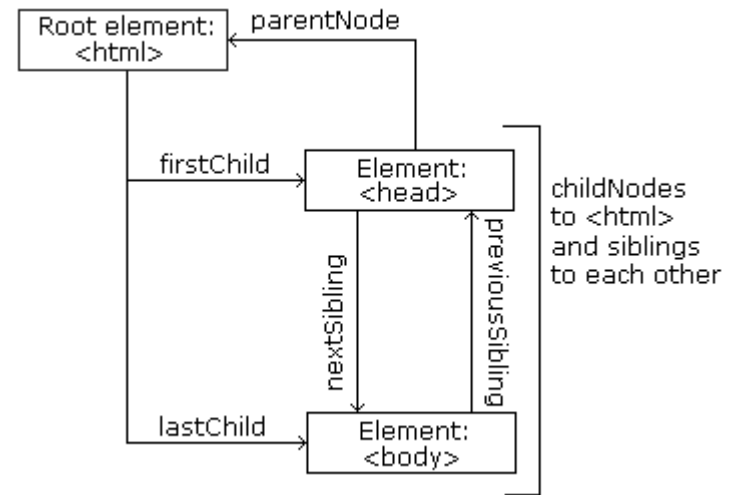 Root element:
<html>
parentNode
firstChild
Element:
<head>
childNodes
to <html>
and siblings
to each other
nextSibling
previousSibling
lastChild
Element:
<body>